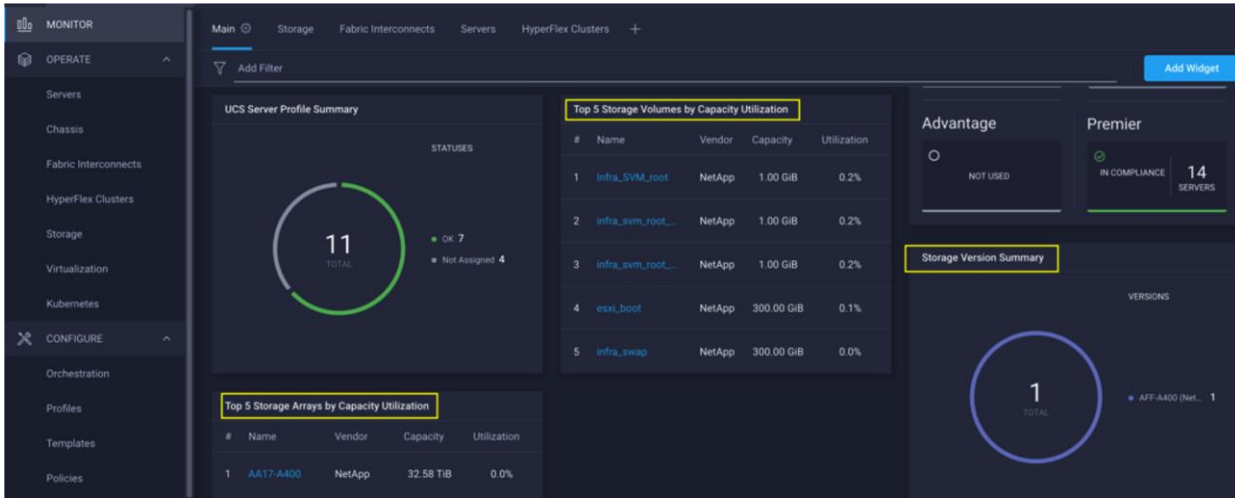 MONITOR
OPERATE
Servers
Chassis
Fabric Interconnects
HyperFlex Clusters
Storage
Virtualization
Kubernetes
CONFIGURE
Orchestration
Profiles
Templates
Policies
Main Storage Fabric Interconnects Servers HyperFlex Clusters +
Add Filter
Add Widget
UCS Server Profile Summary
STATUSES
11
TOTAL
OK 7
Not Assigned 4
Top 5 Storage Arrays by Capacity Utilization
# Name Vendor Capacity Utilization
1 AA17-A400 NetApp 32.58 TiB 0.0%
Top 5 Storage Volumes by Capacity Utilization
# Name Vendor Capacity Utilization
1 Infra_SVM_root NetApp 1.00 GiB 0.2%
2 infra_svm_root_... NetApp 1.00 GiB 0.2%
3 infra_svm_root_... NetApp 1.00 GiB 0.2%
4 esxi_boot NetApp 300.00 GiB 0.1%
5 infra_swap NetApp 300.00 GiB 0.0%
Advantage
NOT USED
Premier
IN COMPLIANCE 14
SERVERS
Storage Version Summary
VERSIONS
1
TOTAL
AFF-A400 (Net... 1